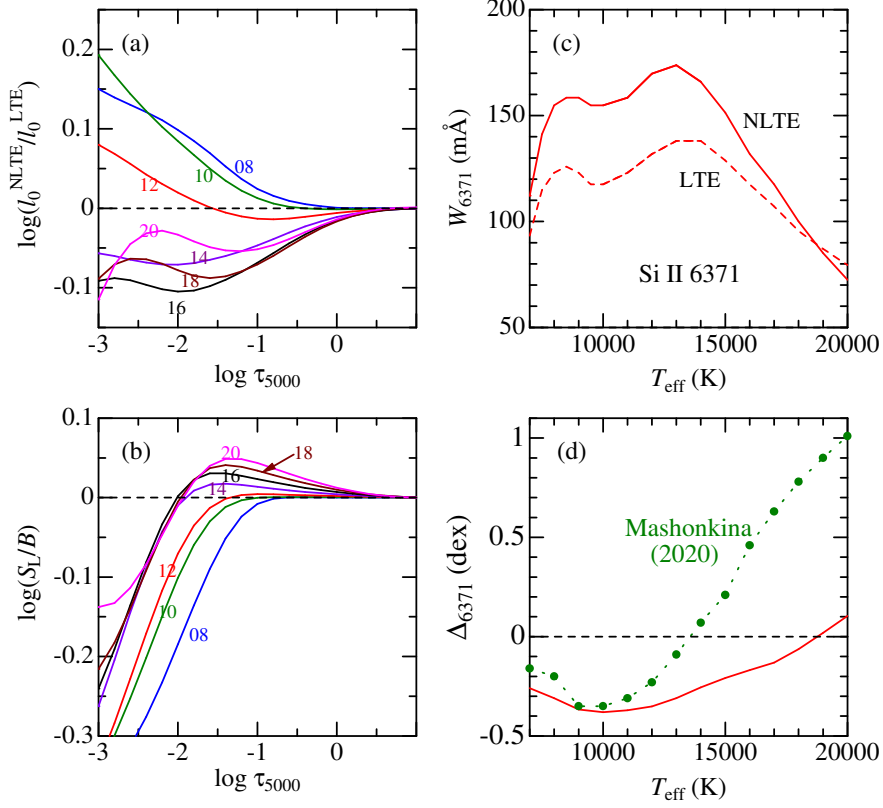 (a)
log(l₀ᴺᴸᵀᴱ/l₀ᴸᵀᴱ)
0.2
0.1
0
-0.1
08
10
12
20
14
18
16
-3
-2
-1
0
log τ₅₀₀₀
(c)
W₆₃₇₁ (mÅ)
200
150
100
50
NLTE
LTE
Si II 6371
10000
15000
20000
T_eff (K)
(b)
log(S_L/B)
0.1
0
-0.1
-0.2
-0.3
20
18
16
14
12
10
08
-3
-2
-1
0
log τ₅₀₀₀
(d)
Δ₆₃₇₁ (dex)
1
0.5
0
-0.5
Mashonkina
(2020)
10000
15000
20000
T_eff (K)